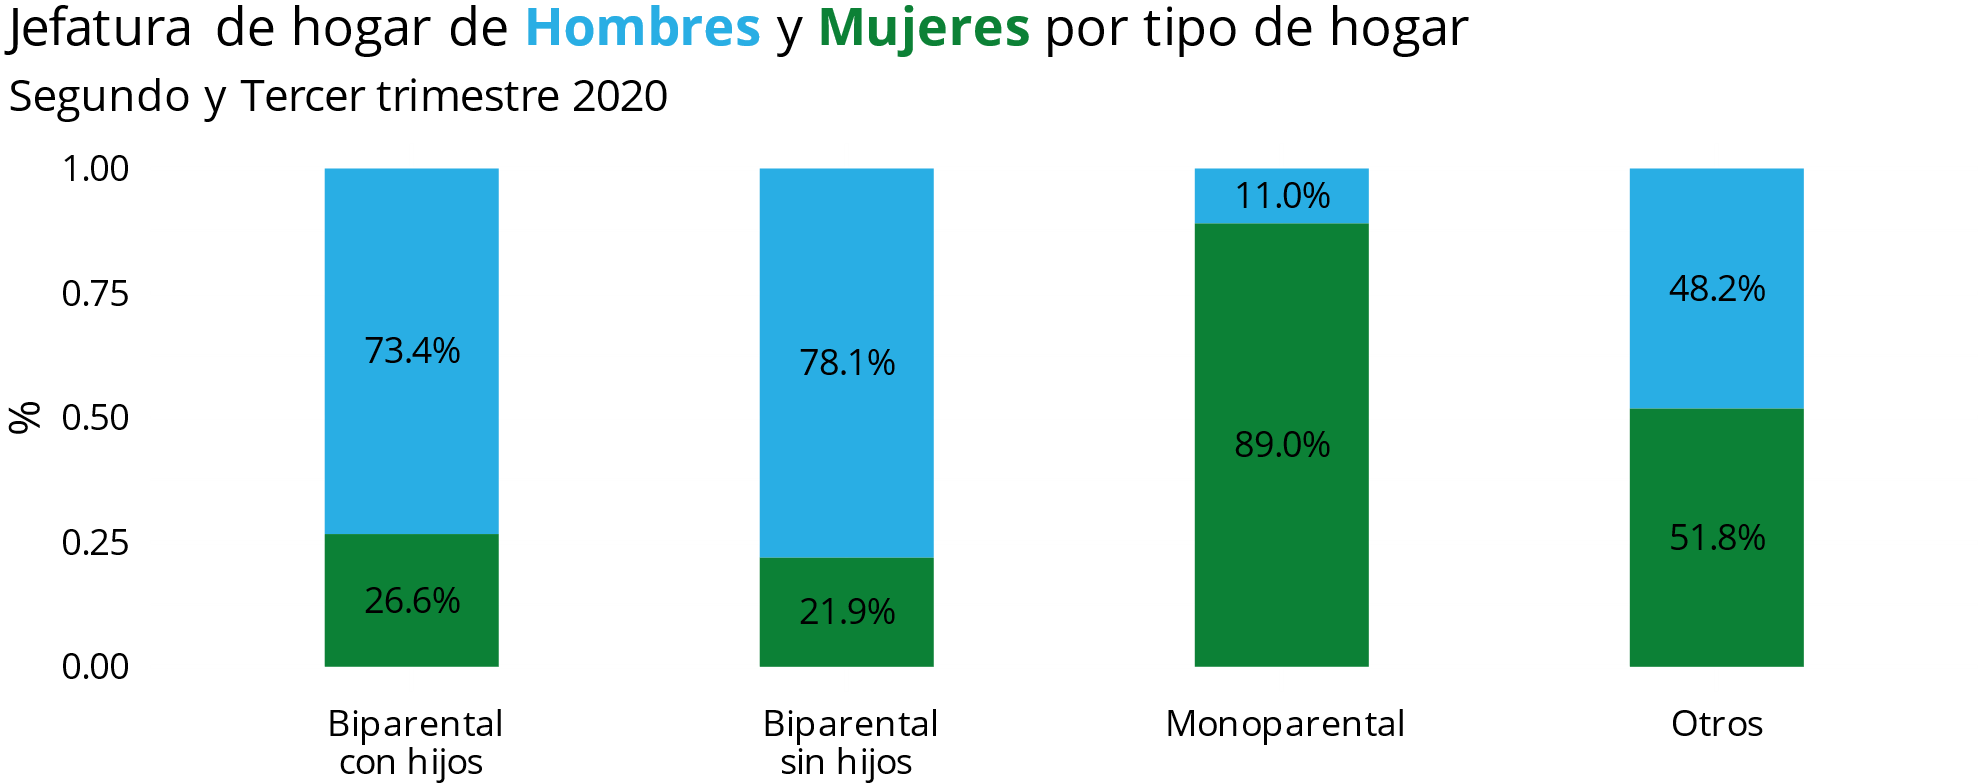 Jefatura de hogar de Hombres y Mujeres por tipo de hogar
Segundo y Tercer trimestre 2020
1.00
0.75
0.50
0.25
0.00
%
73.4%
26.6%
78.1%
21.9%
11.0%
89.0%
48.2%
51.8%
Biparental
con hijos
Biparental
sin hijos
Monoparental
Otros